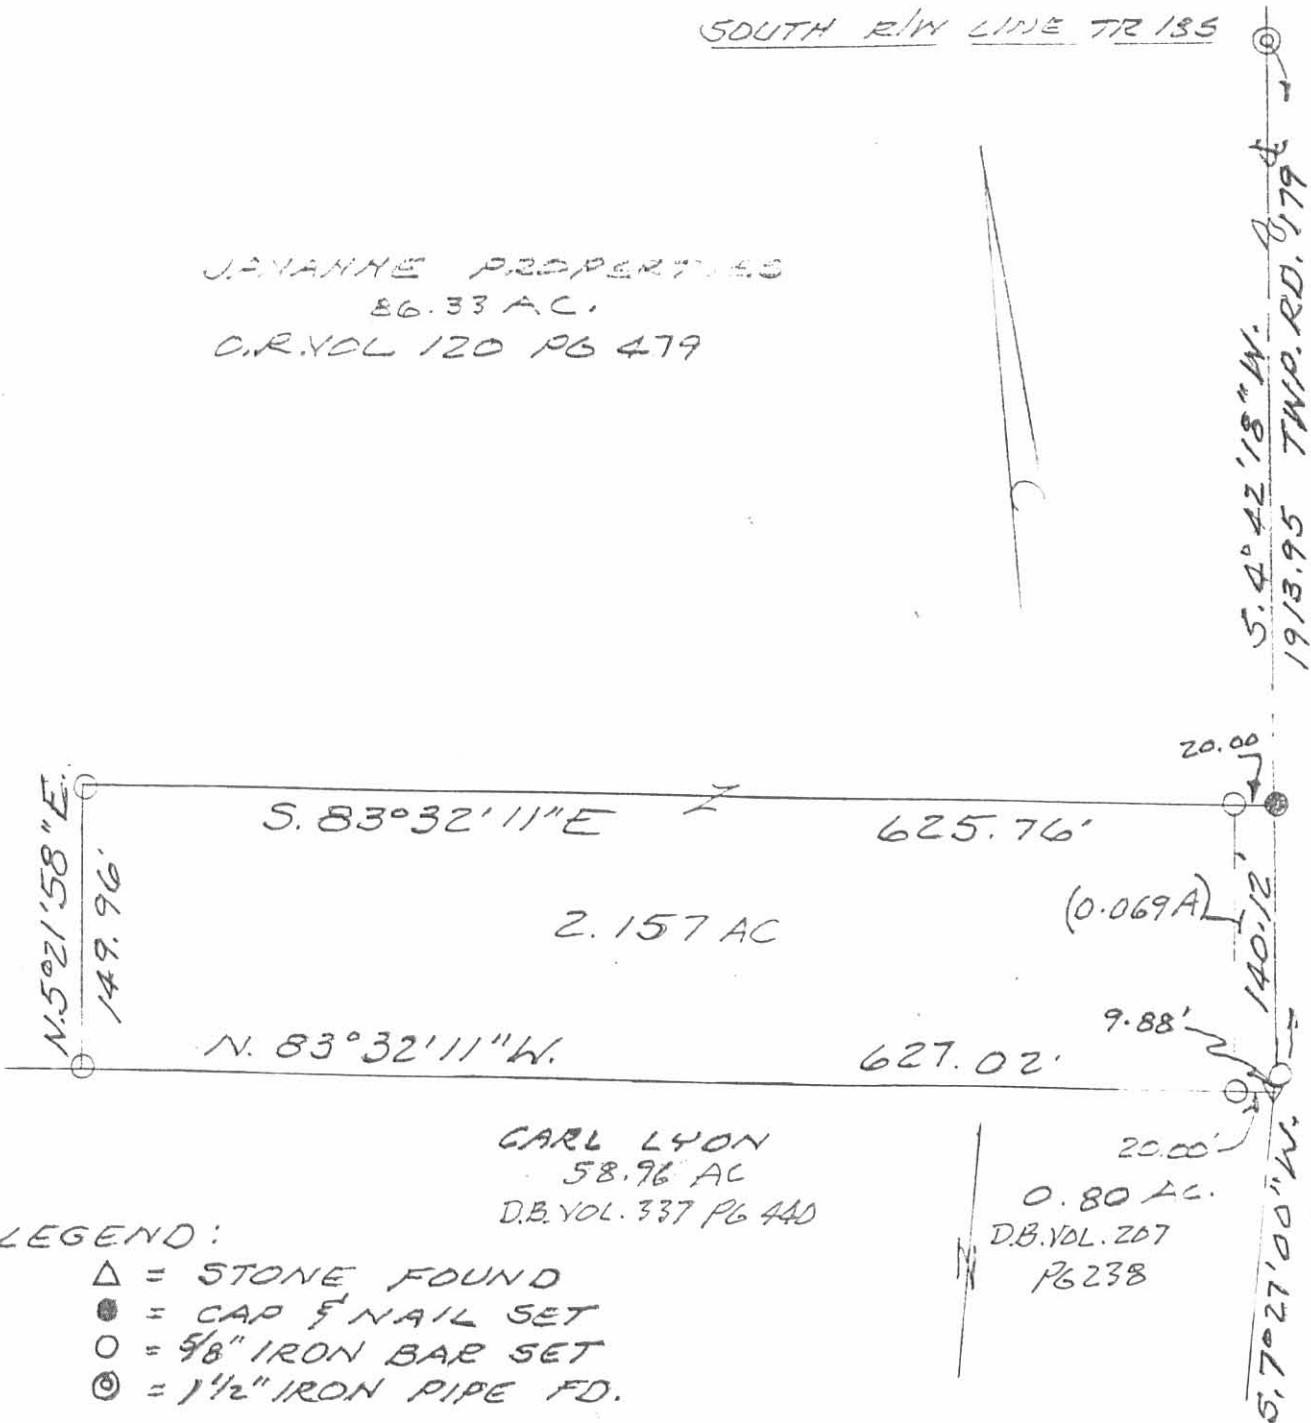 SOUTH R/W LINE TR 135
PROPERTIES
86.33 AC.
O.R. VOL 120 PG 479
S. 4° 42' 18" W.
1913.95 TWP. RD. 179
20.00
S. 83° 32' 11" E 625.76'
N. 5° 21' 58" E.
149.96'
2.157 AC
(0.069 A)
140.12'
9.88'
N. 83° 32' 11" W. 627.02'
20.00'
CARL LYON
58.96 AC
D.B. VOL. 337 PG 440
0.80 AC.
D.B. VOL. 207
PG 238
S. 7° 27' 00" W.
LEGEND:
△ = STONE FOUND
● = CAP & NAIL SET
○ = 5/8" IRON BAR SET
◎ = 1 1/2" IRON PIPE FD.